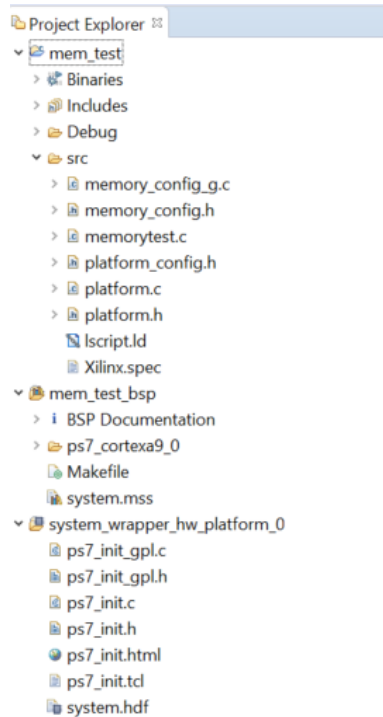 Project Explorer
mem_test
Binaries
Includes
Debug
src
memory_config_g.c
memory_config.h
memorytest.c
platform_config.h
platform.c
platform.h
lscript.ld
Xilinx.spec
mem_test_bsp
BSP Documentation
ps7_cortexa9_0
Makefile
system.mss
system_wrapper_hw_platform_0
ps7_init_gpl.c
ps7_init_gpl.h
ps7_init.c
ps7_init.h
ps7_init.html
ps7_init.tcl
system.hdf